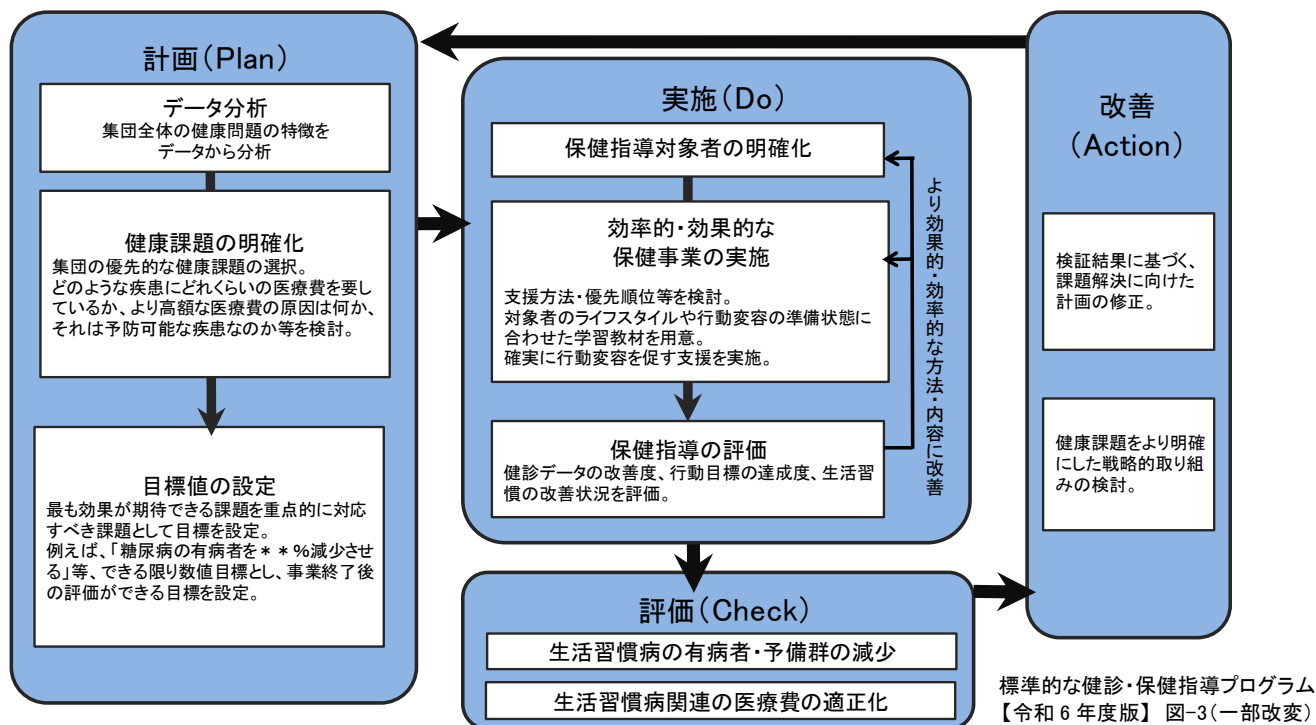 計画(Plan)
データ分析
集団全体の健康問題の特徴を
データから分析
健康課題の明確化
集団の優先的な健康課題の選択。
どのような疾患にどれくらいの医療費を要し
ているか、より高額な医療費の原因は何か、
それは予防可能な疾患なのか等を検討。
目標値の設定
最も効果が期待できる課題を重点的に対応
すべき課題として目標を設定。
例えば、「糖尿病の有病者を＊＊%減少させ
る」等、できる限り数値目標とし、事業終了後
の評価ができる目標を設定。
実施(Do)
保健指導対象者の明確化
効率的・効果的な
保健事業の実施
支援方法・優先順位等を検討。
対象者のライフスタイルや行動変容の準備状態に
合わせた学習教材を用意。
確実に行動変容を促す支援を実施。
保健指導の評価
健診データの改善度、行動目標の達成度、生活習
慣の改善状況を評価。
より効果的・効率的な方法・内容に改善
評価(Check)
生活習慣病の有病者・予備群の減少
生活習慣病関連の医療費の適正化
改善
(Action)
検証結果に基づく、
課題解決に向けた
計画の修正。
健康課題をより明確
にした戦略的取り組
みの検討。
標準的な健診・保健指導プログラム
【令和6年度版】 図-3(一部改変)